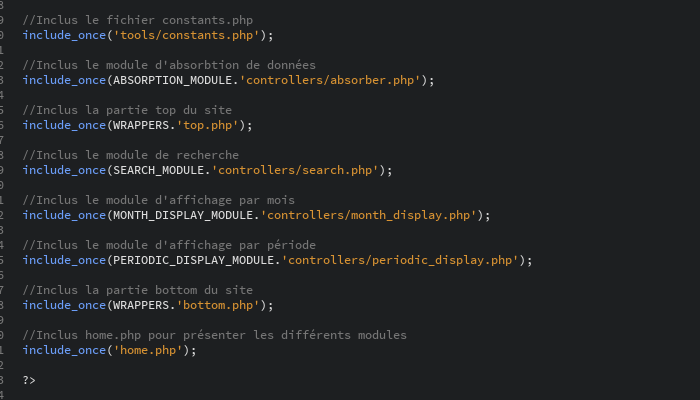 8
9 //Inclus le fichier constants.php
0 include_once('tools/constants.php');
1
2 //Inclus le module d'absorbtion de données
3 include_once(ABSORPTION_MODULE.'controllers/absorber.php');
4
5 //Inclus la partie top du site
6 include_once(WRAPPERS.'top.php');
7
8 //Inclus le module de recherche
9 include_once(SEARCH_MODULE.'controllers/search.php');
0
1 //Inclus le module d'affichage par mois
2 include_once(MONTH_DISPLAY_MODULE.'controllers/month_display.php');
3
4 //Inclus le module d'affichage par période
5 include_once(PERIODIC_DISPLAY_MODULE.'controllers/periodic_display.php');
6
7 //Inclus la partie bottom du site
8 include_once(WRAPPERS.'bottom.php');
9
0 //Inclus home.php pour présenter les différents modules
1 include_once('home.php');
2
3 ?>
4